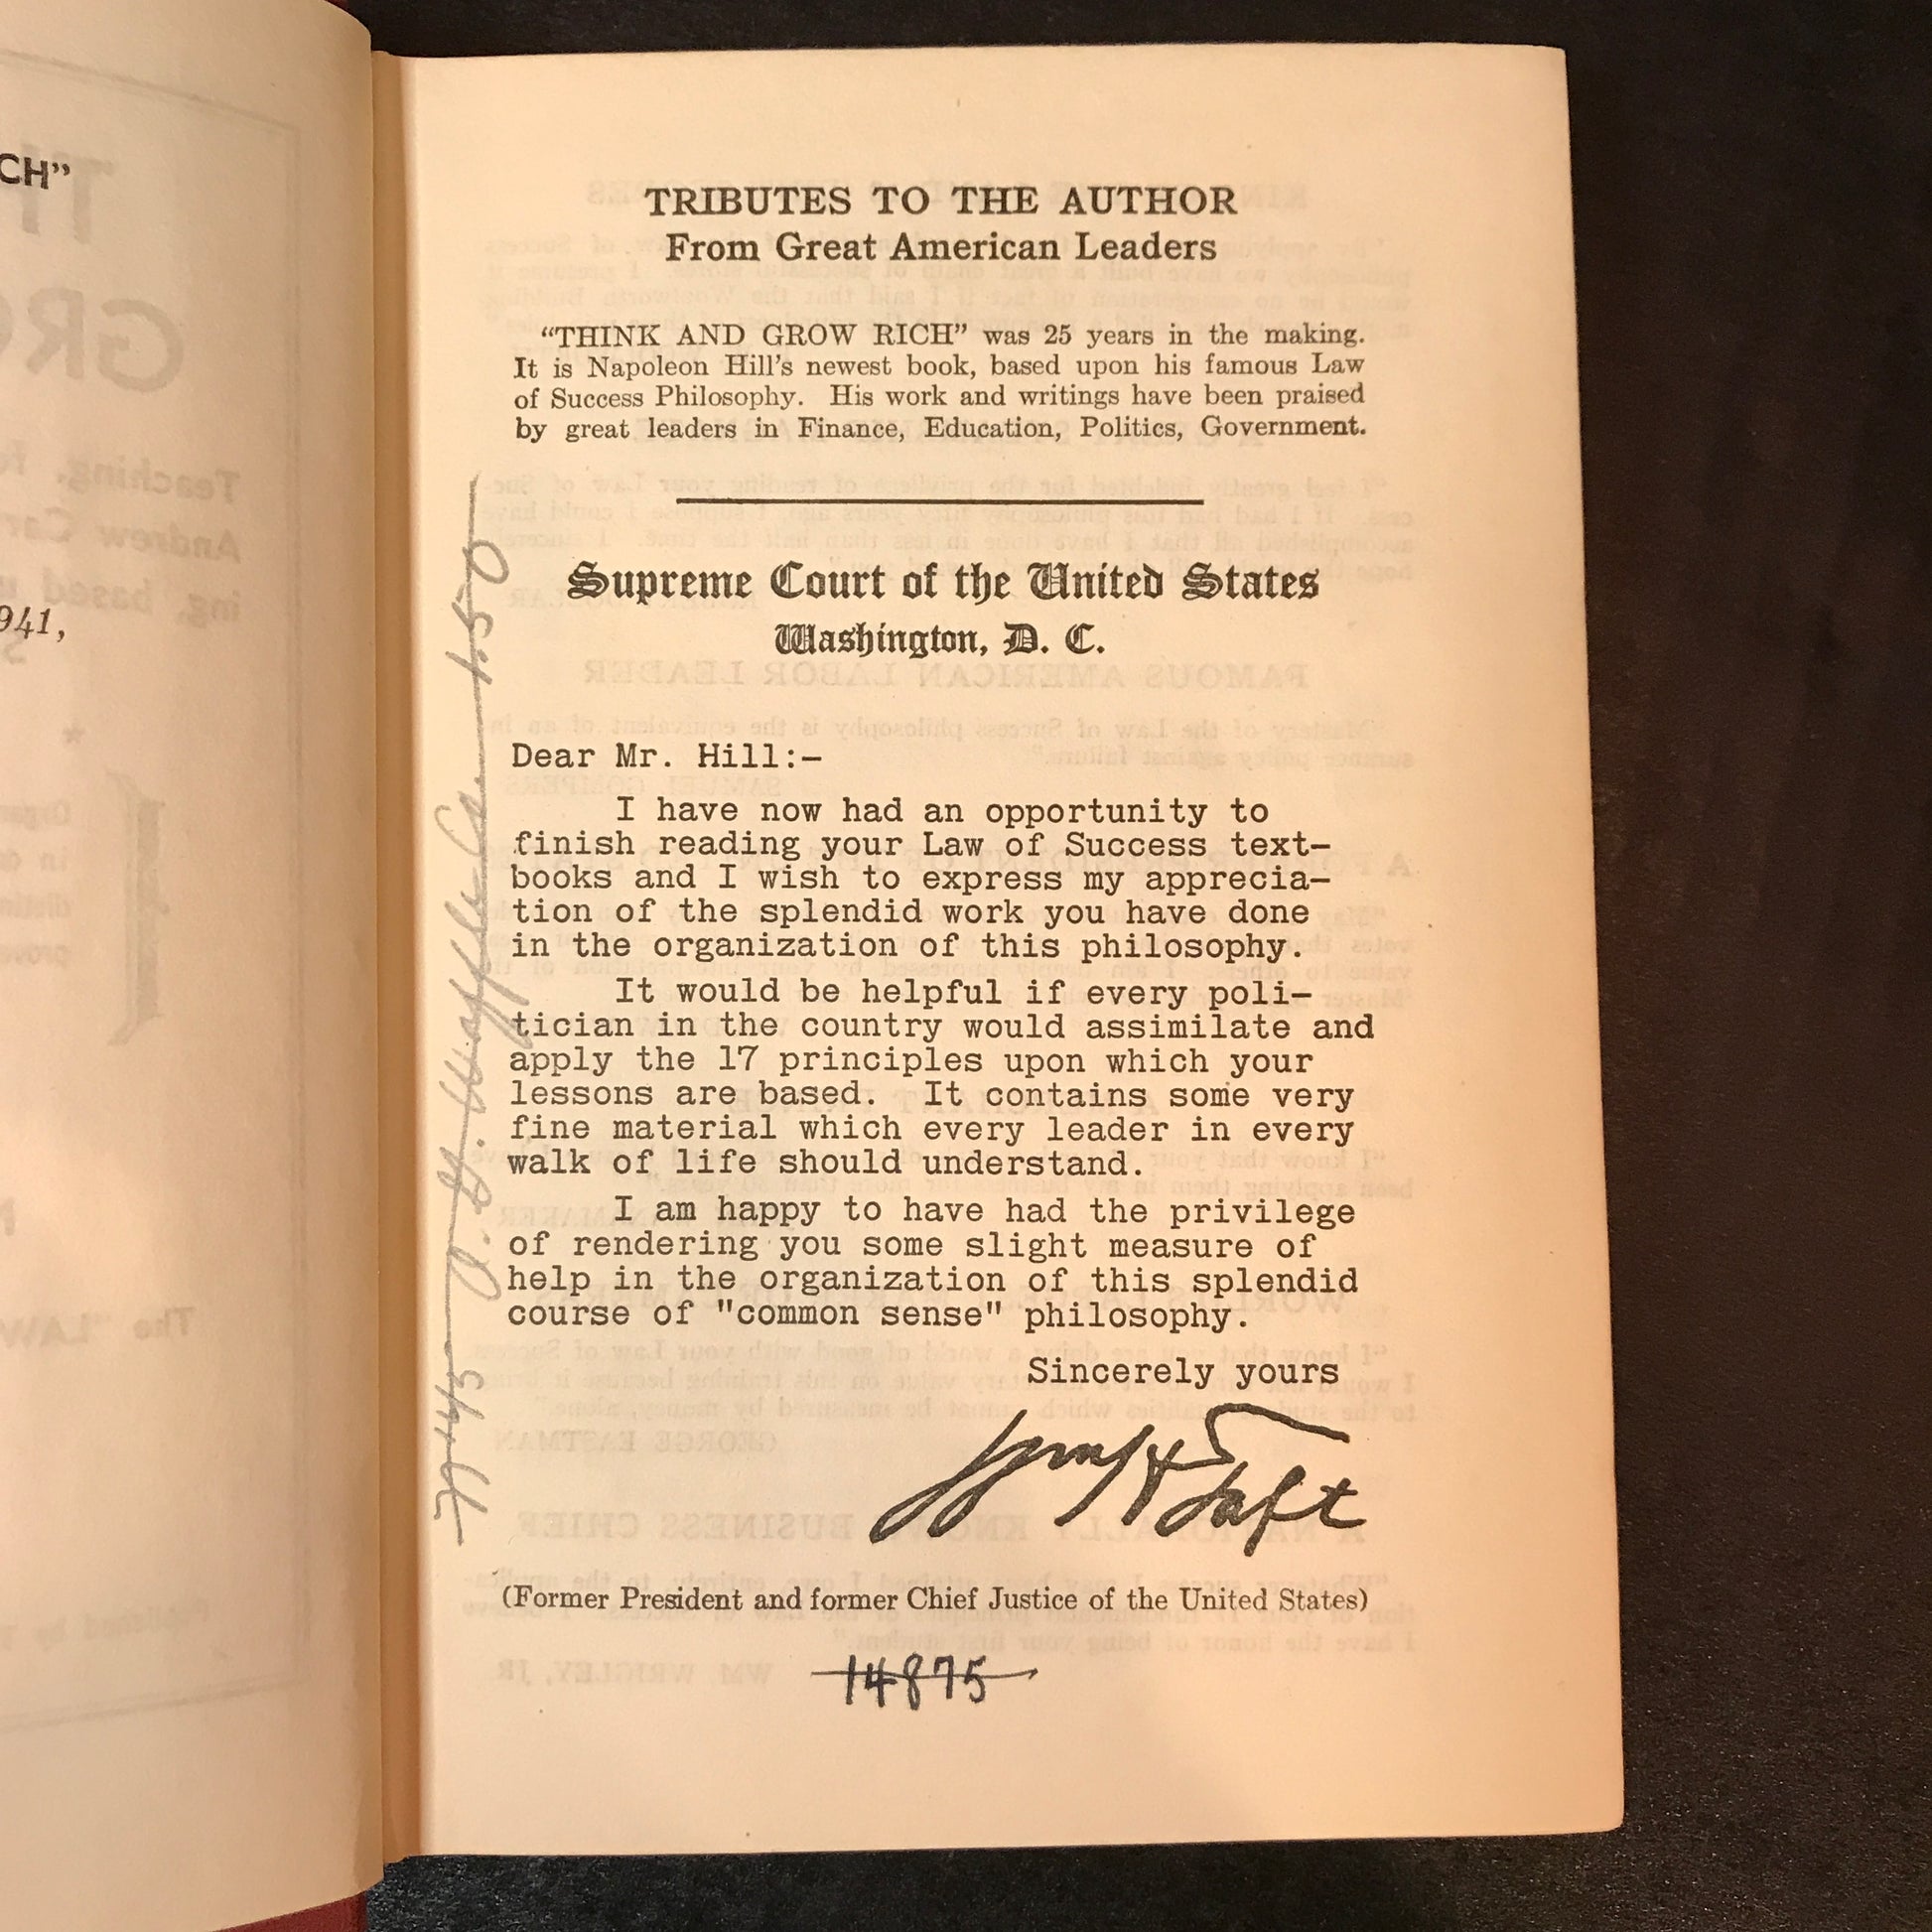 CH”
941,
TRIBUTES TO THE AUTHOR
From Great American Leaders
“THINK AND GROW RICH” was 25 years in the making.
It is Napoleon Hill’s newest book, based upon his famous Law
of Success Philosophy. His work and writings have been praised
by great leaders in Finance, Education, Politics, Government.
Supreme Court of the United States
Washington, D. C.
Dear Mr. Hill:—
I have now had an opportunity to
finish reading your Law of Success text-
books and I wish to express my apprecia-
tion of the splendid work you have done
in the organization of this philosophy.
It would be helpful if every poli-
tician in the country would assimilate and
apply the 17 principles upon which your
lessons are based. It contains some very
fine material which every leader in every
walk of life should understand.
I am happy to have had the privilege
of rendering you some slight measure of
help in the organization of this splendid
course of "common sense" philosophy.
Sincerely yours
Wm H Taft
(Former President and former Chief Justice of the United States)
14875
1.50